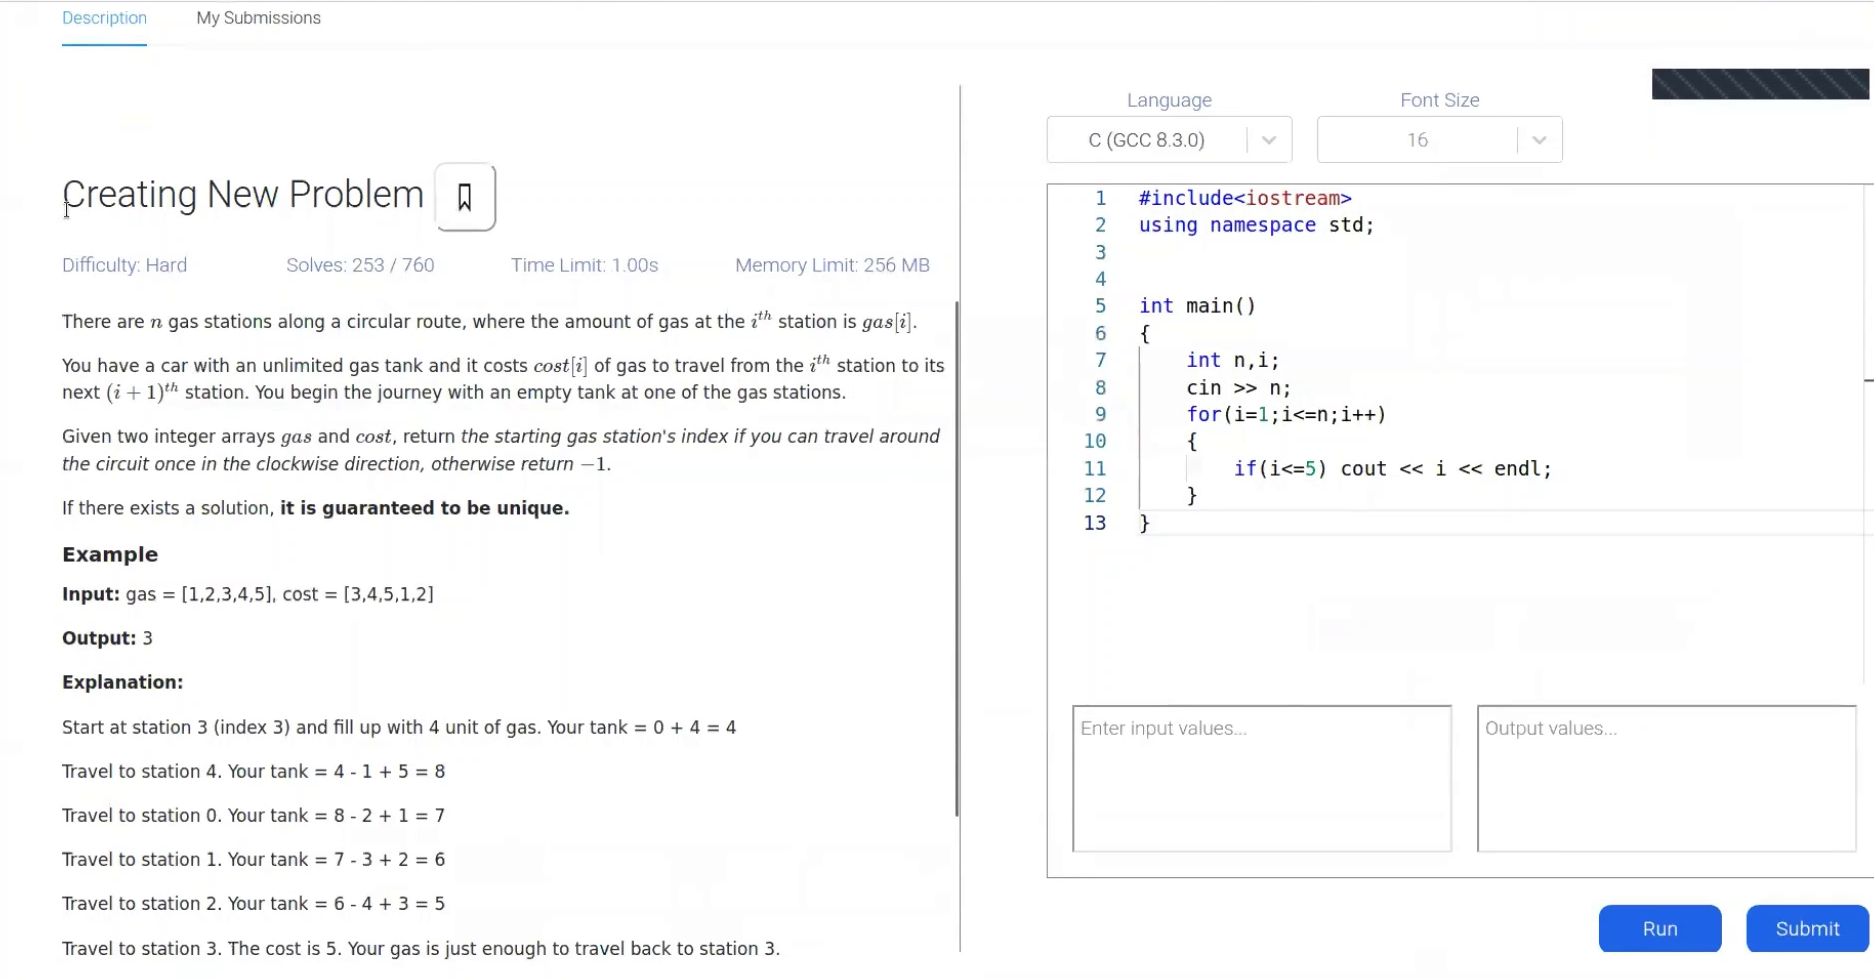 Description My Submissions
Creating New Problem
Difficulty: Hard Solves: 253 / 760 Time Limit: 1.00s Memory Limit: 256 MB
There are n gas stations along a circular route, where the amount of gas at the i^th station is gas[i].
You have a car with an unlimited gas tank and it costs cost[i] of gas to travel from the i^th station to its
next (i + 1)^th station. You begin the journey with an empty tank at one of the gas stations.
Given two integer arrays gas and cost, return the starting gas station's index if you can travel around
the circuit once in the clockwise direction, otherwise return −1.
If there exists a solution, it is guaranteed to be unique.
Example
Input: gas = [1,2,3,4,5], cost = [3,4,5,1,2]
Output: 3
Explanation:
Start at station 3 (index 3) and fill up with 4 unit of gas. Your tank = 0 + 4 = 4
Travel to station 4. Your tank = 4 - 1 + 5 = 8
Travel to station 0. Your tank = 8 - 2 + 1 = 7
Travel to station 1. Your tank = 7 - 3 + 2 = 6
Travel to station 2. Your tank = 6 - 4 + 3 = 5
Travel to station 3. The cost is 5. Your gas is just enough to travel back to station 3.
Language Font Size
C (GCC 8.3.0) 16
1 #include<iostream>
2 using namespace std;
3
4
5 int main()
6 {
7 int n,i;
8 cin >> n;
9 for(i=1;i<=n;i++)
10 {
11 if(i<=5) cout << i << endl;
12 }
13 }
Enter input values... Output values...
Run Submit